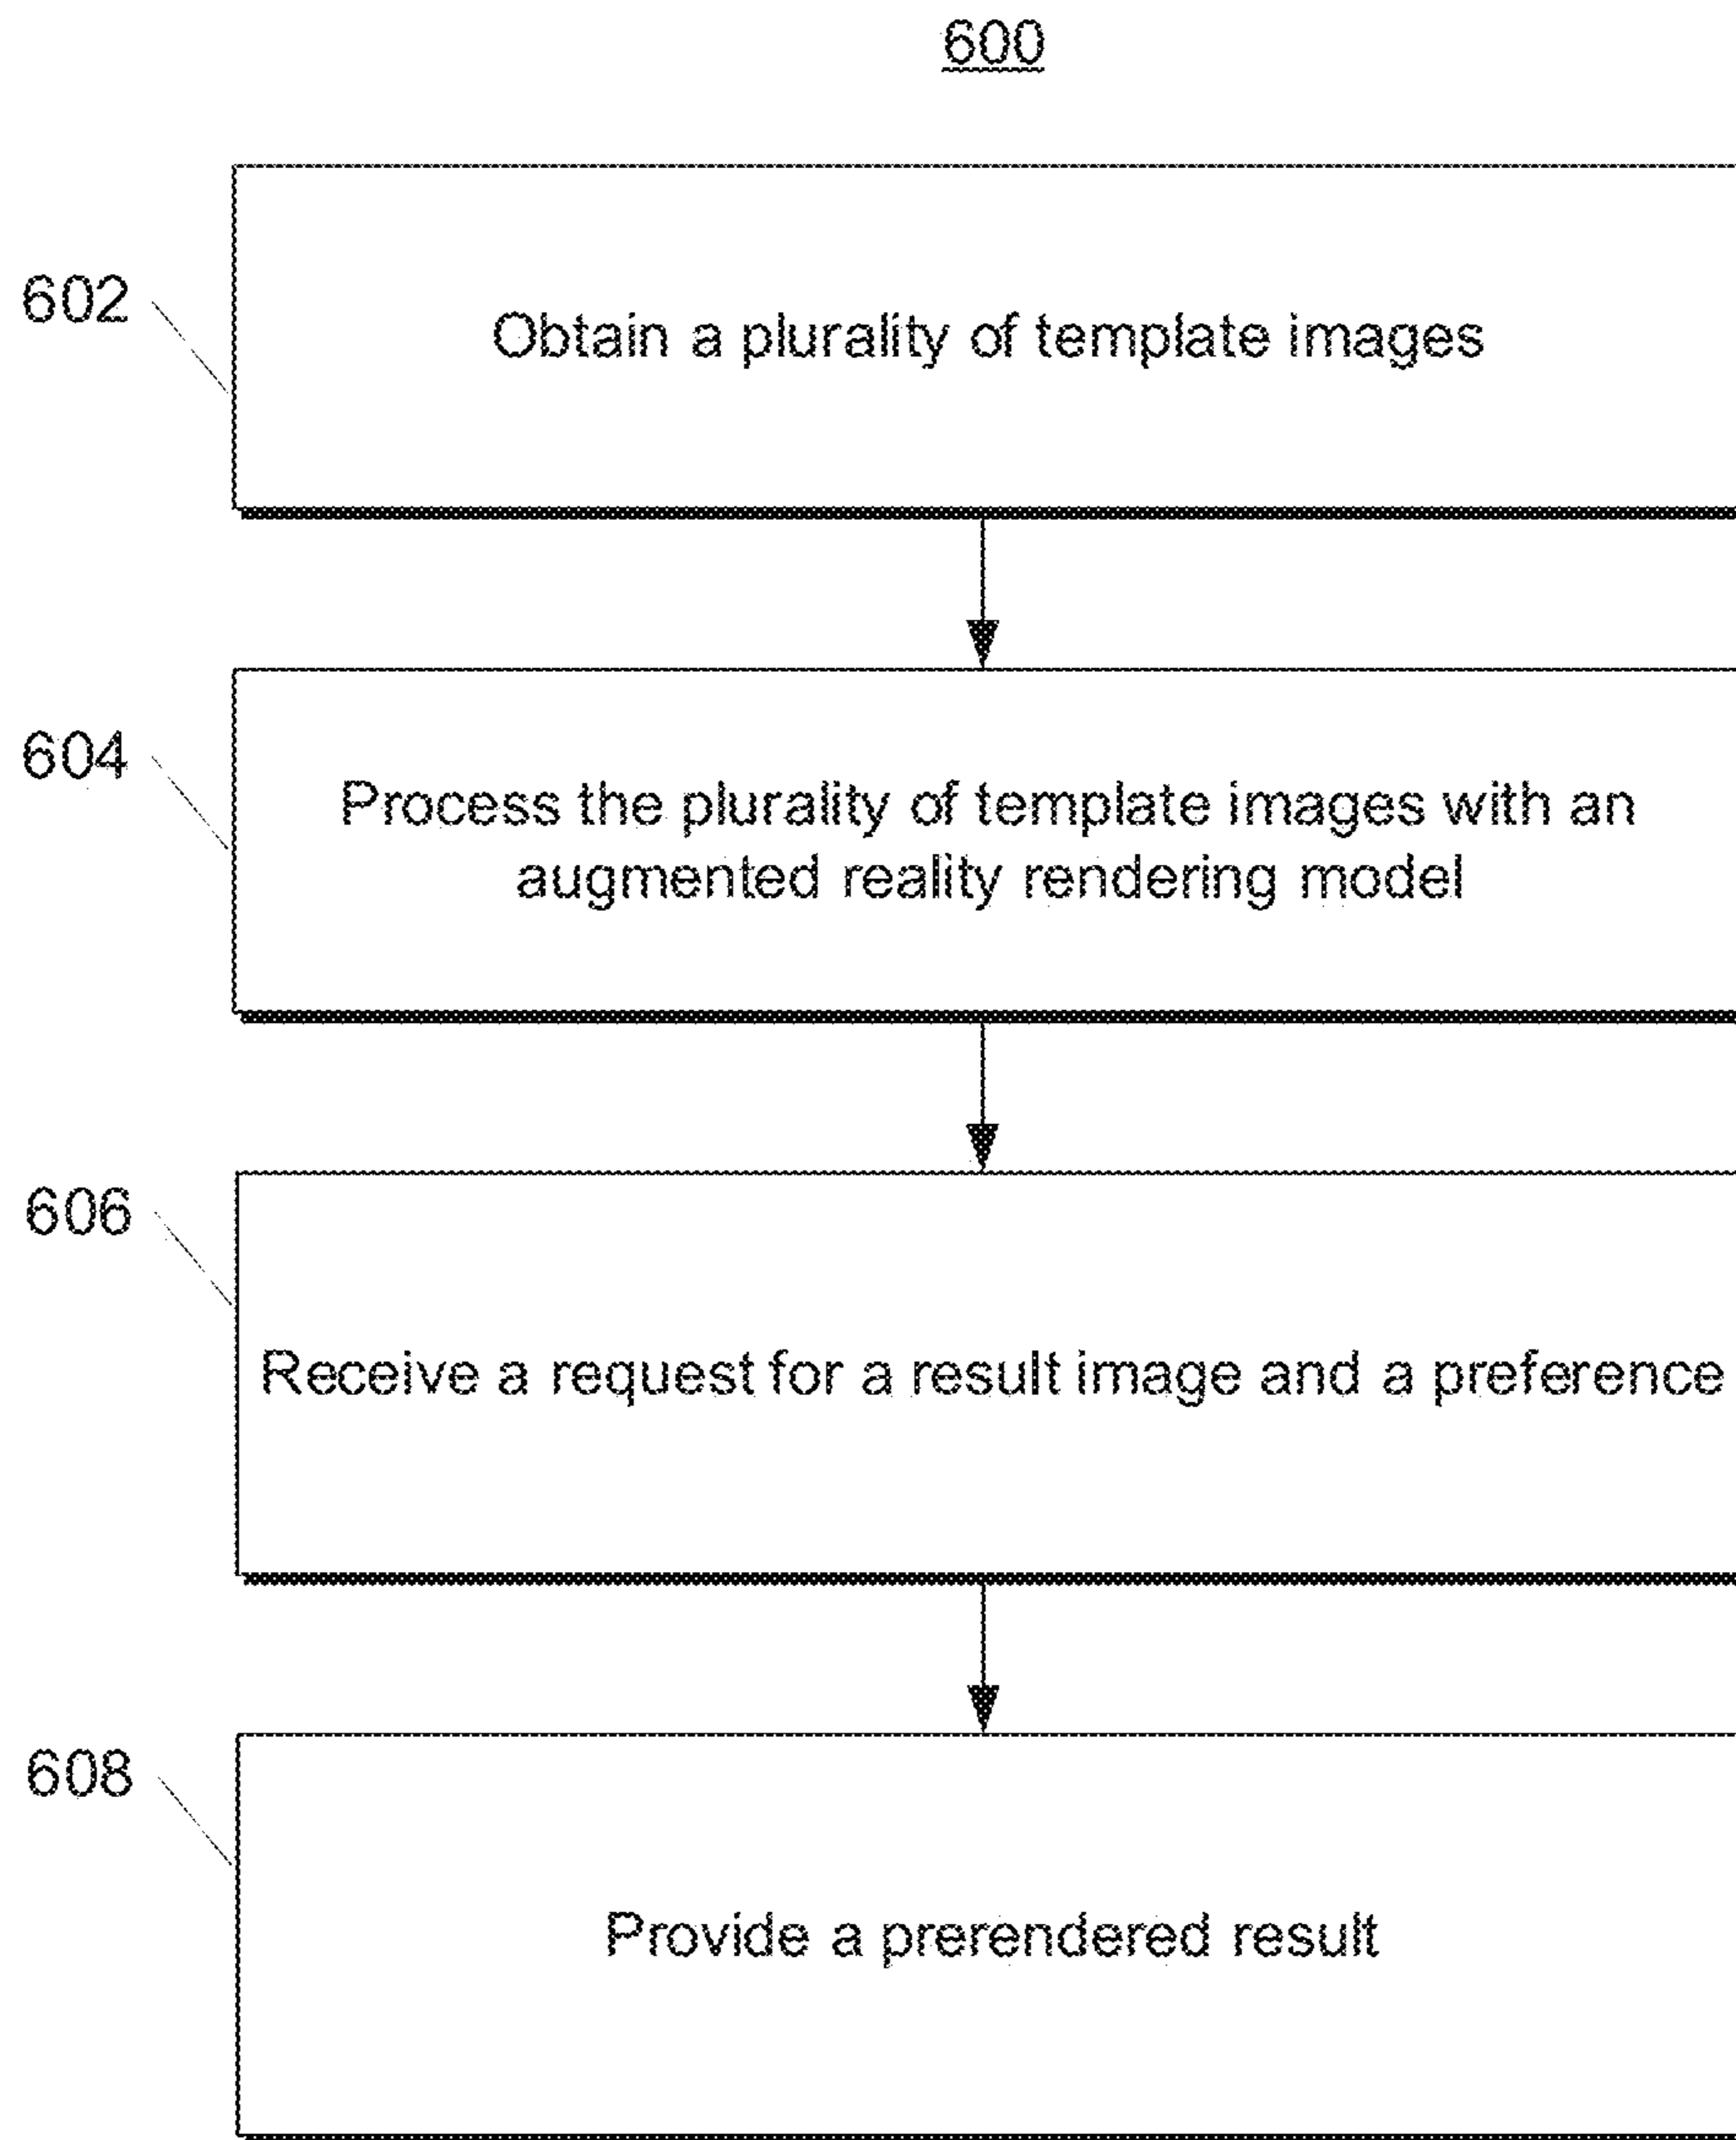 600
602
Obtain a plurality of template images
604
Process the plurality of template images with an
augmented reality rendering model
606
Receive a request for a result image and a preference
608
Provide a prerendered result